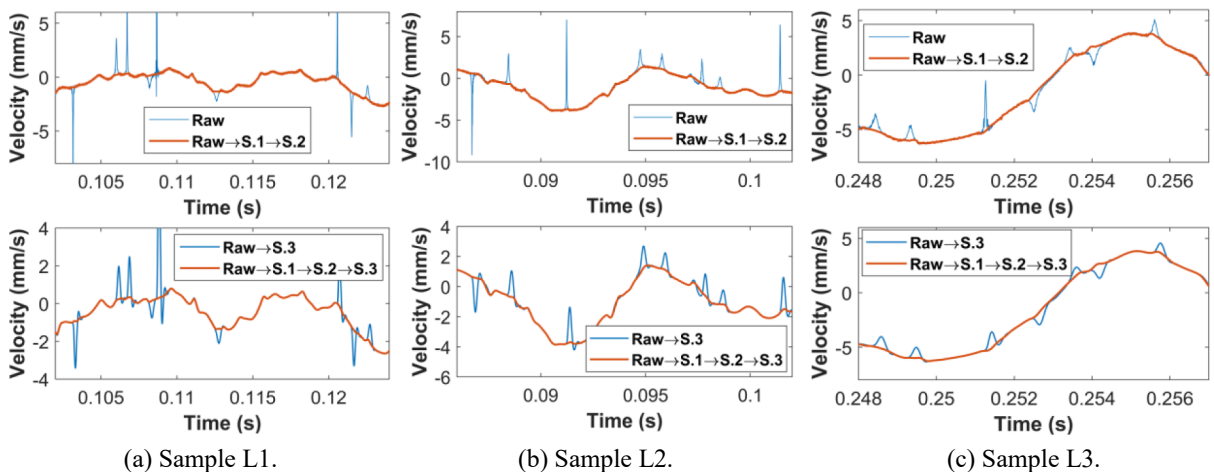 5
0
-5
Velocity (mm/s)
Raw
Raw→S.1→S.2
0.105
0.11
0.115
0.12
Time (s)
5
0
-5
-10
Velocity (mm/s)
Raw
Raw→S.1→S.2
0.09
0.095
0.1
Time (s)
5
0
-5
Velocity (mm/s)
Raw
Raw→S.1→S.2
0.248
0.25
0.252
0.254
0.256
Time (s)
4
2
0
-2
-4
Velocity (mm/s)
Raw→S.3
Raw→S.1→S.2→S.3
0.105
0.11
0.115
0.12
Time (s)
4
2
0
-2
-4
-6
Velocity (mm/s)
Raw→S.3
Raw→S.1→S.2→S.3
0.09
0.095
0.1
Time (s)
5
0
-5
Velocity (mm/s)
Raw→S.3
Raw→S.1→S.2→S.3
0.248
0.25
0.252
0.254
0.256
Time (s)
(a) Sample L1.
(b) Sample L2.
(c) Sample L3.